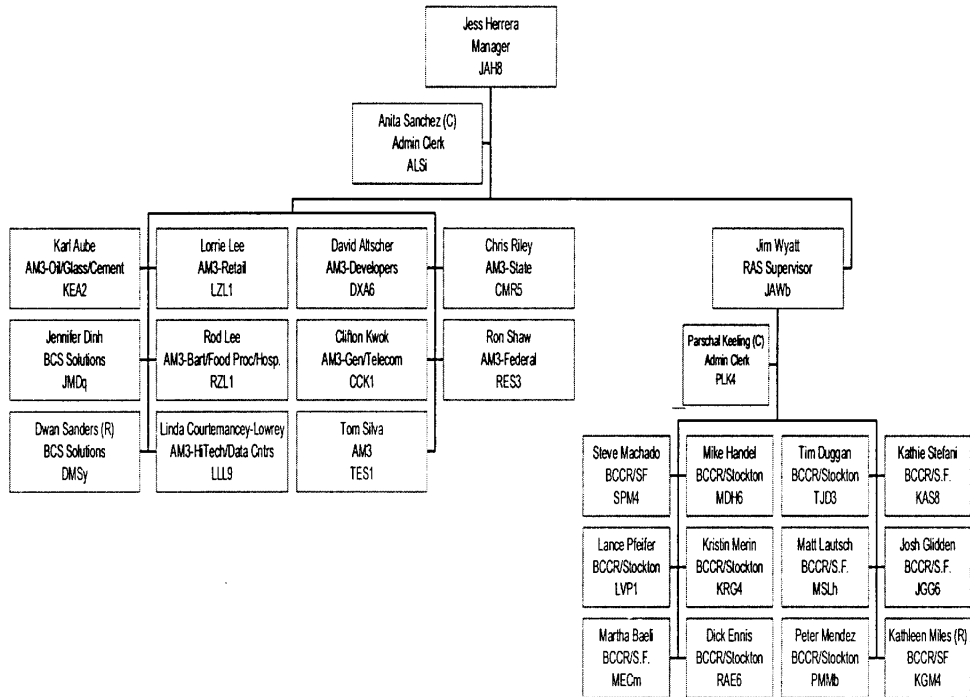 Jess Herrera
Manager
JAH8
Anita Sanchez (C)
Admin Clerk
ALSi
Karl Aube
AM3-Oil/Glass/Cement
KEA2
Lorrie Lee
AM3-Retail
LZL1
David Altscher
AM3-Developers
DXA6
Chris Riley
AM3-State
CMR5
Jim Wyatt
RAS Supervisor
JAWb
Jennifer Dinh
BCS Solutions
JMDq
Rod Lee
AM3-Bart/Food Proc/Hosp.
RZL1
Clifton Kwok
AM3-Gen/Telecom
CCK1
Ron Shaw
AM3-Federal
RES3
Parschal Keeling (C)
Admin Clerk
PLK4
Dwan Sanders (R)
BCS Solutions
DMSy
Linda Courtemancey-Lowrey
AM3-HiTech/Data Cntrs
LLL9
Tom Silva
AM3
TES1
Steve Machado
BCCR/SF
SPM4
Mike Handel
BCCR/Stockton
MDH6
Tim Duggan
BCCR/Stockton
TJD3
Kathie Stefani
BCCR/S.F.
KAS8
Lance Pfeifer
BCCR/Stockton
LVP1
Kristin Merin
BCCR/Stockton
KRG4
Matt Lautsch
BCCR/S.F.
MSLh
Josh Glidden
BCCR/S.F.
JGG6
Martha Baeli
BCCR/S.F.
MECm
Dick Ennis
BCCR/Stockton
RAE6
Peter Mendez
BCCR/Stockton
PMMb
Kathleen Miles (R)
BCCR/SF
KGM4